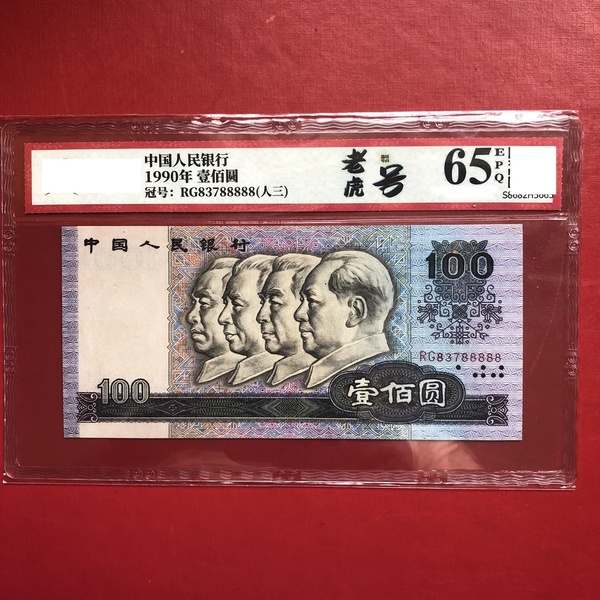 中国人民银行
1990年 壹佰圆
冠号：RG83788888(人三)
老虎号
65 EPQ
中国人民银行
100
RG83788888
100
壹佰圆